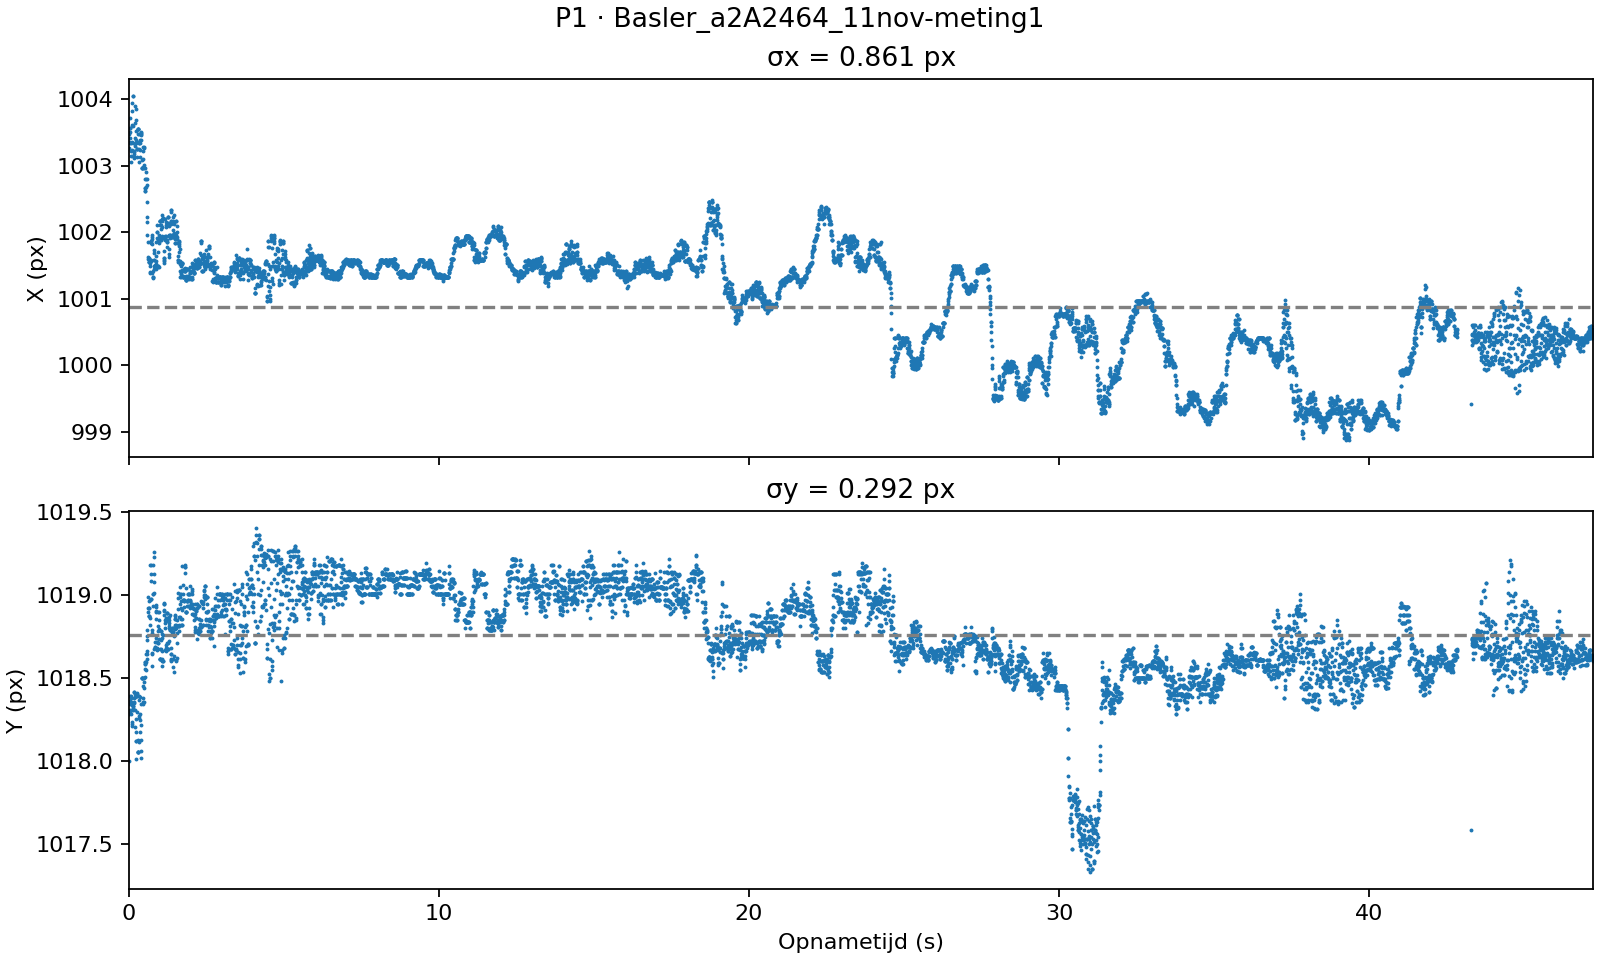 P1 · Basler_a2A2464_11nov-meting1
σx = 0.861 px
1004
1003
1002
1001
1000
999
X (px)
σy = 0.292 px
1019.5
1019.0
1018.5
1018.0
1017.5
Y (px)
0 10 20 30 40
Opnametijd (s)